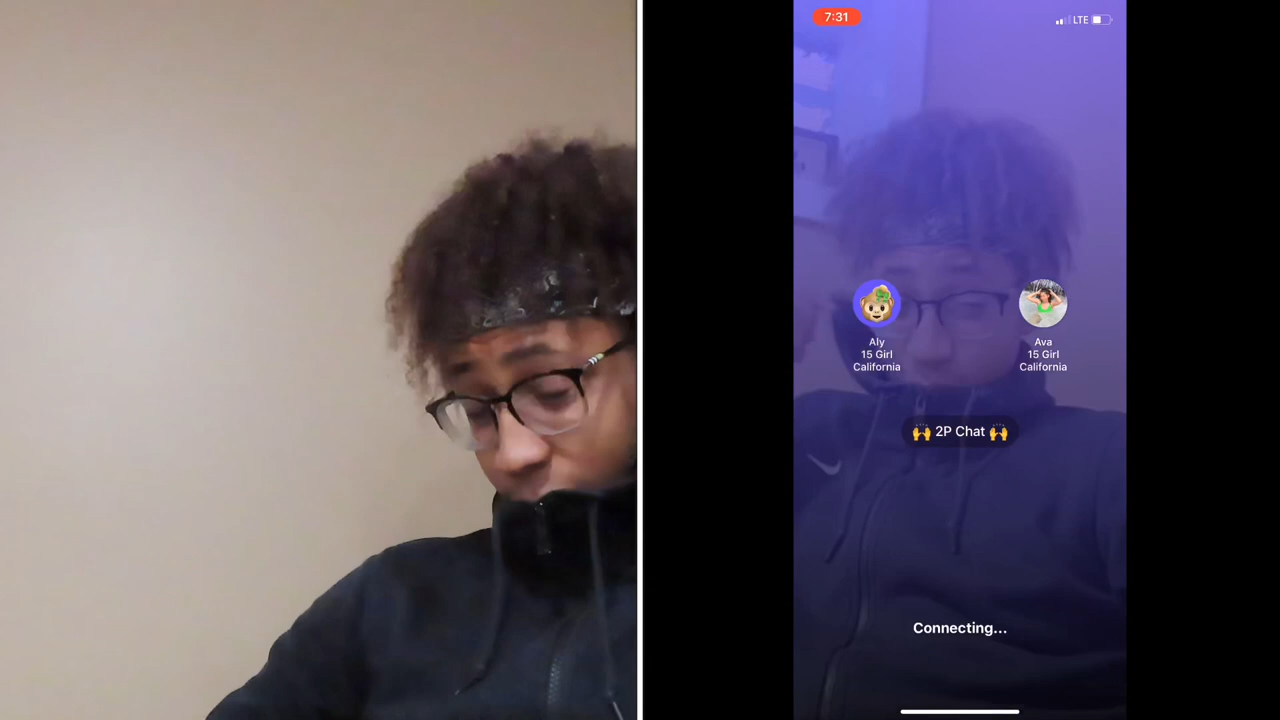 7:31
LTE
Aly
15 Girl
California
Ava
15 Girl
California
🙌 2P Chat 🙌
Connecting...